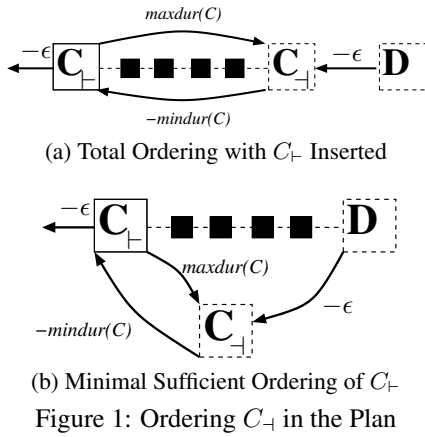 maxdur(C)
−ϵ C⊢ C⊣ −ϵ D
−mindur(C)
(a) Total Ordering with C⊢ Inserted
−ϵ C⊢ D
maxdur(C)
−mindur(C) C⊣ −ϵ
(b) Minimal Sufficient Ordering of C⊢
Figure 1: Ordering C⊣ in the Plan